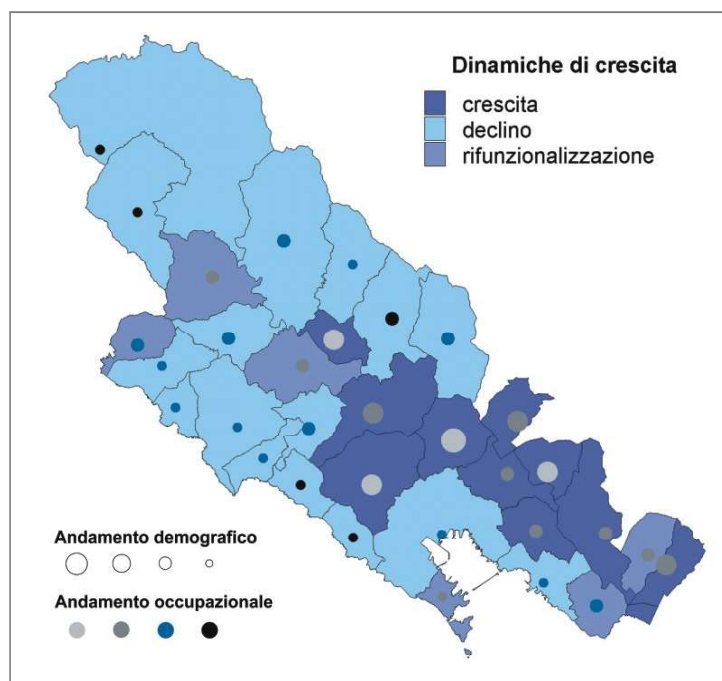 Dinamiche di crescita
crescita
declino
rifunzionalizzazione
Andamento demografico
Andamento occupazionale